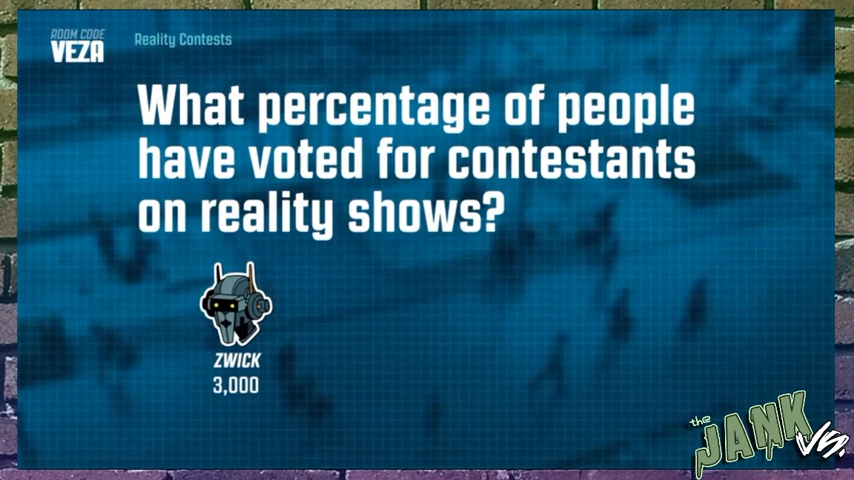 ROOM CODE
VEZA
Reality Contests
What percentage of people
have voted for contestants
on reality shows?
ZWICK
3,000
the
JANK
VS.